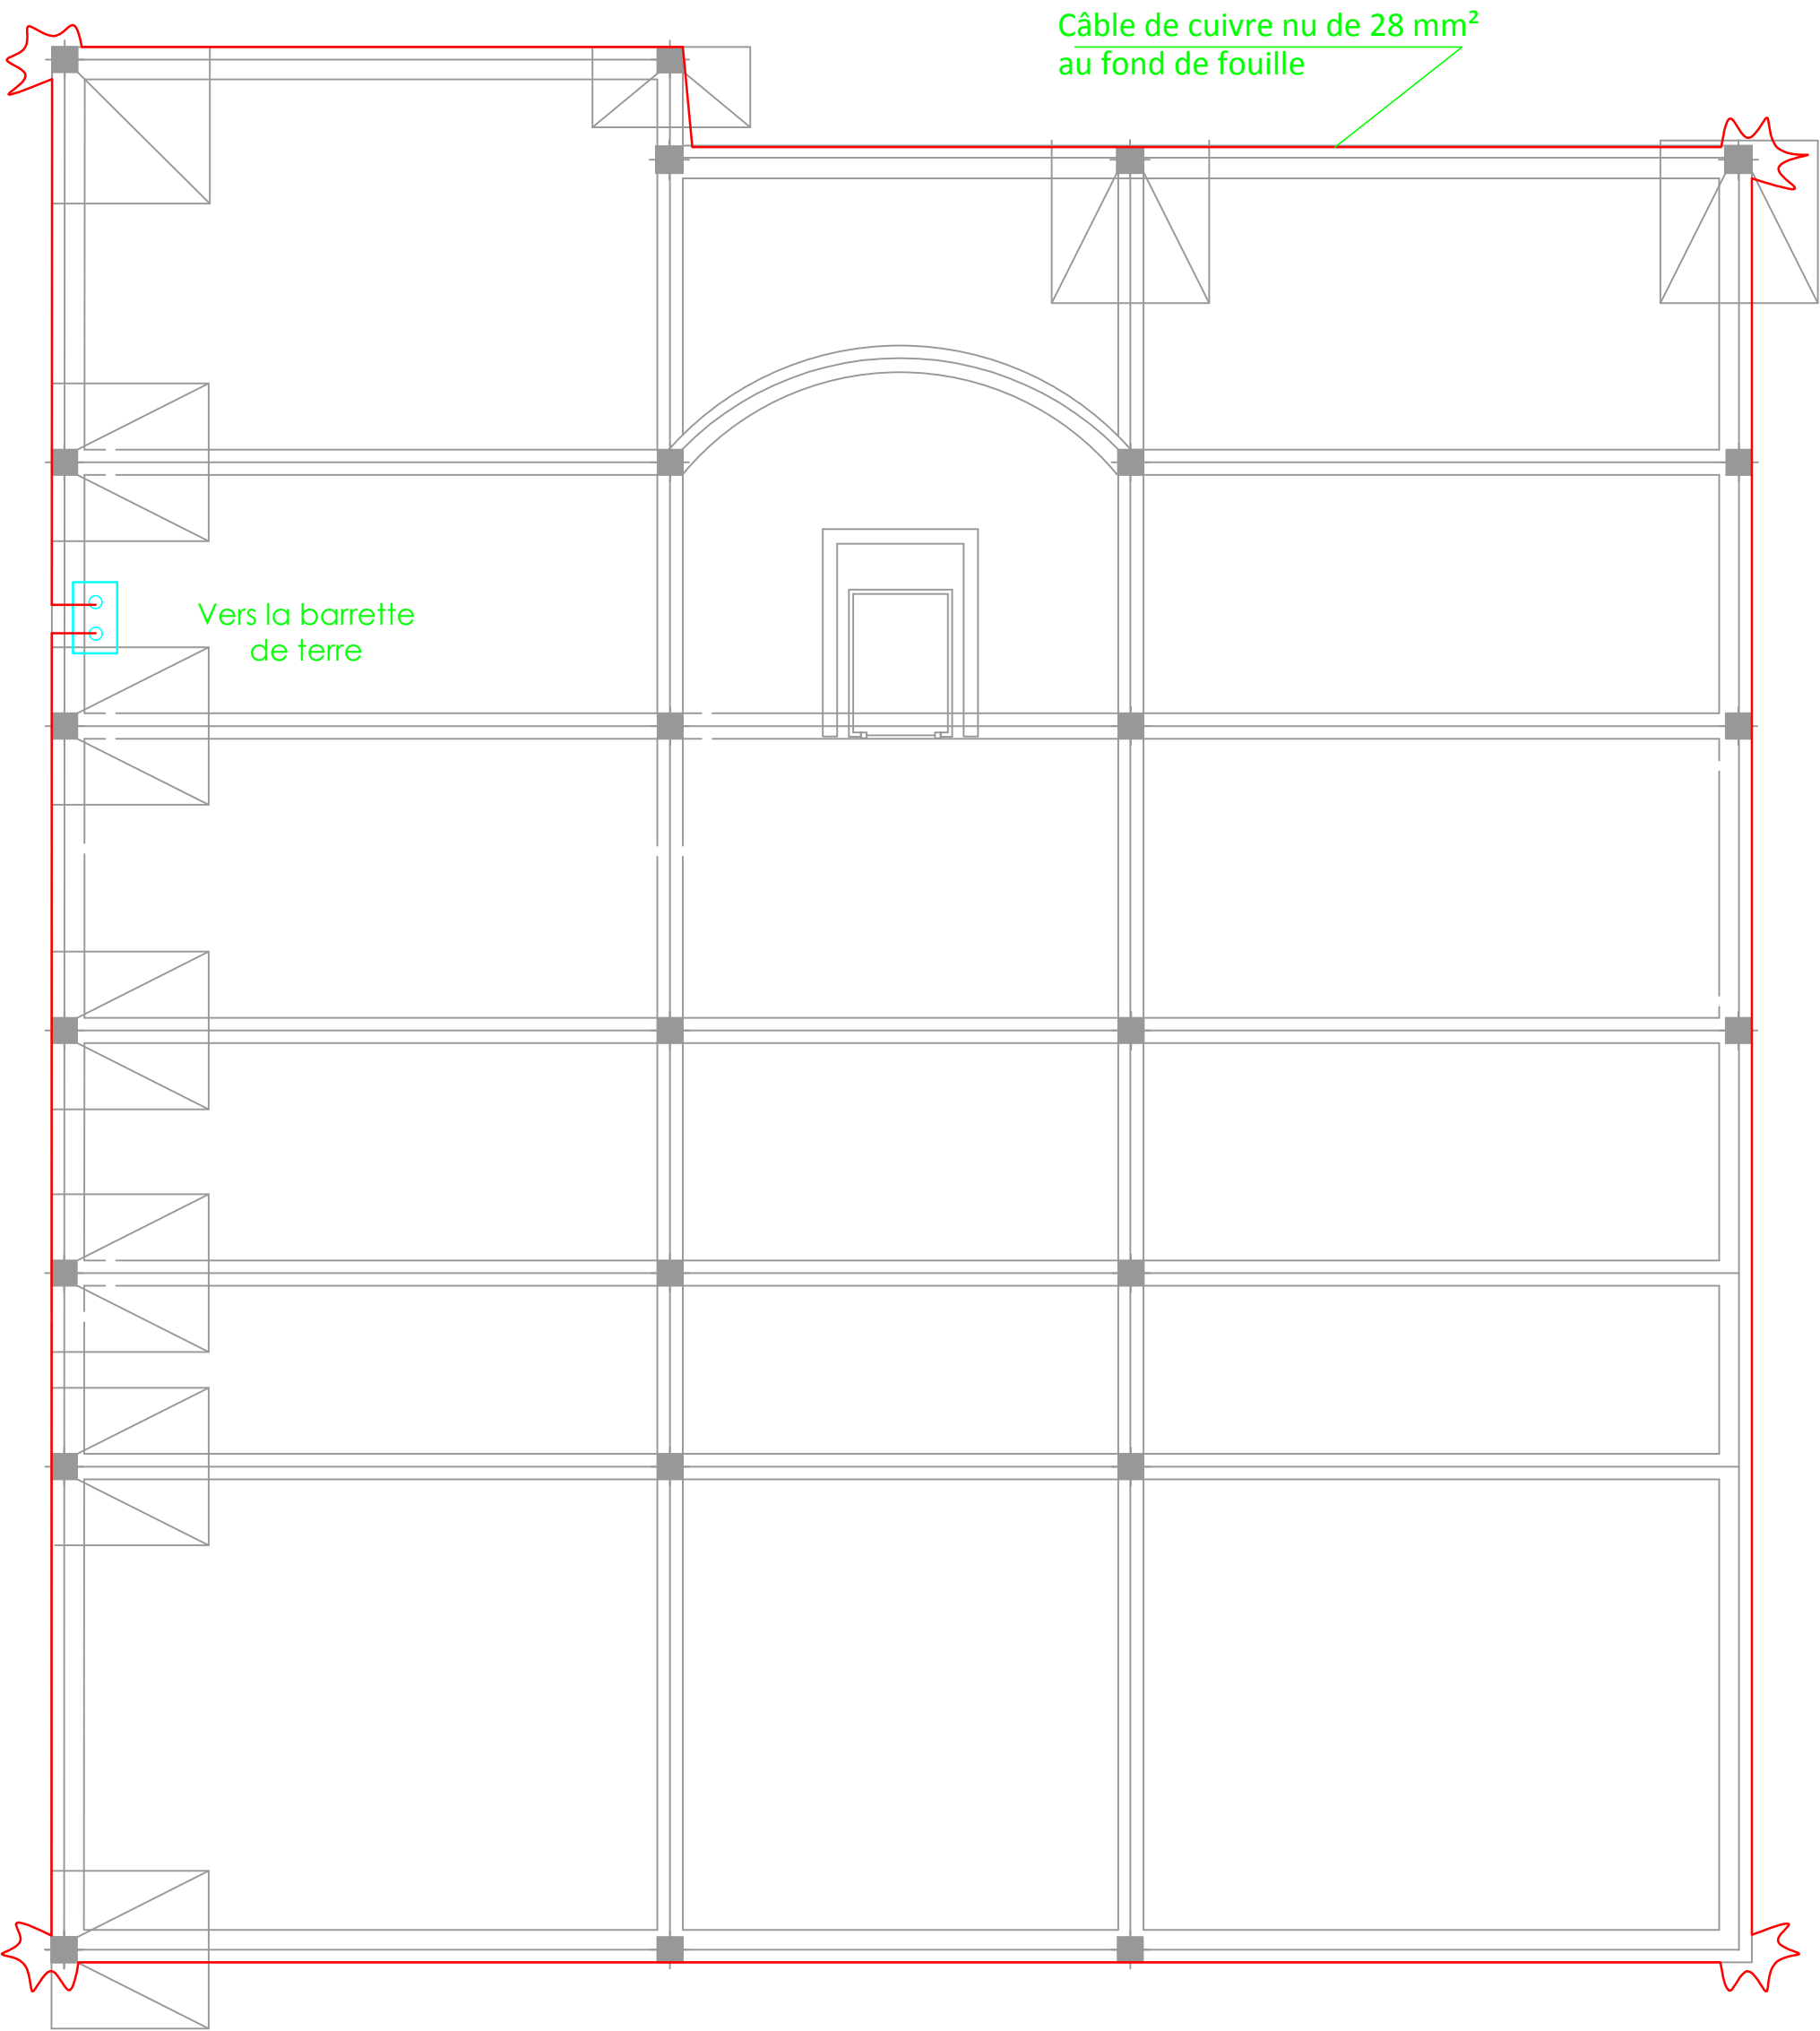 Câble de cuivre nu de 28 mm²
au fond de fouille
Vers la barrette
de terre